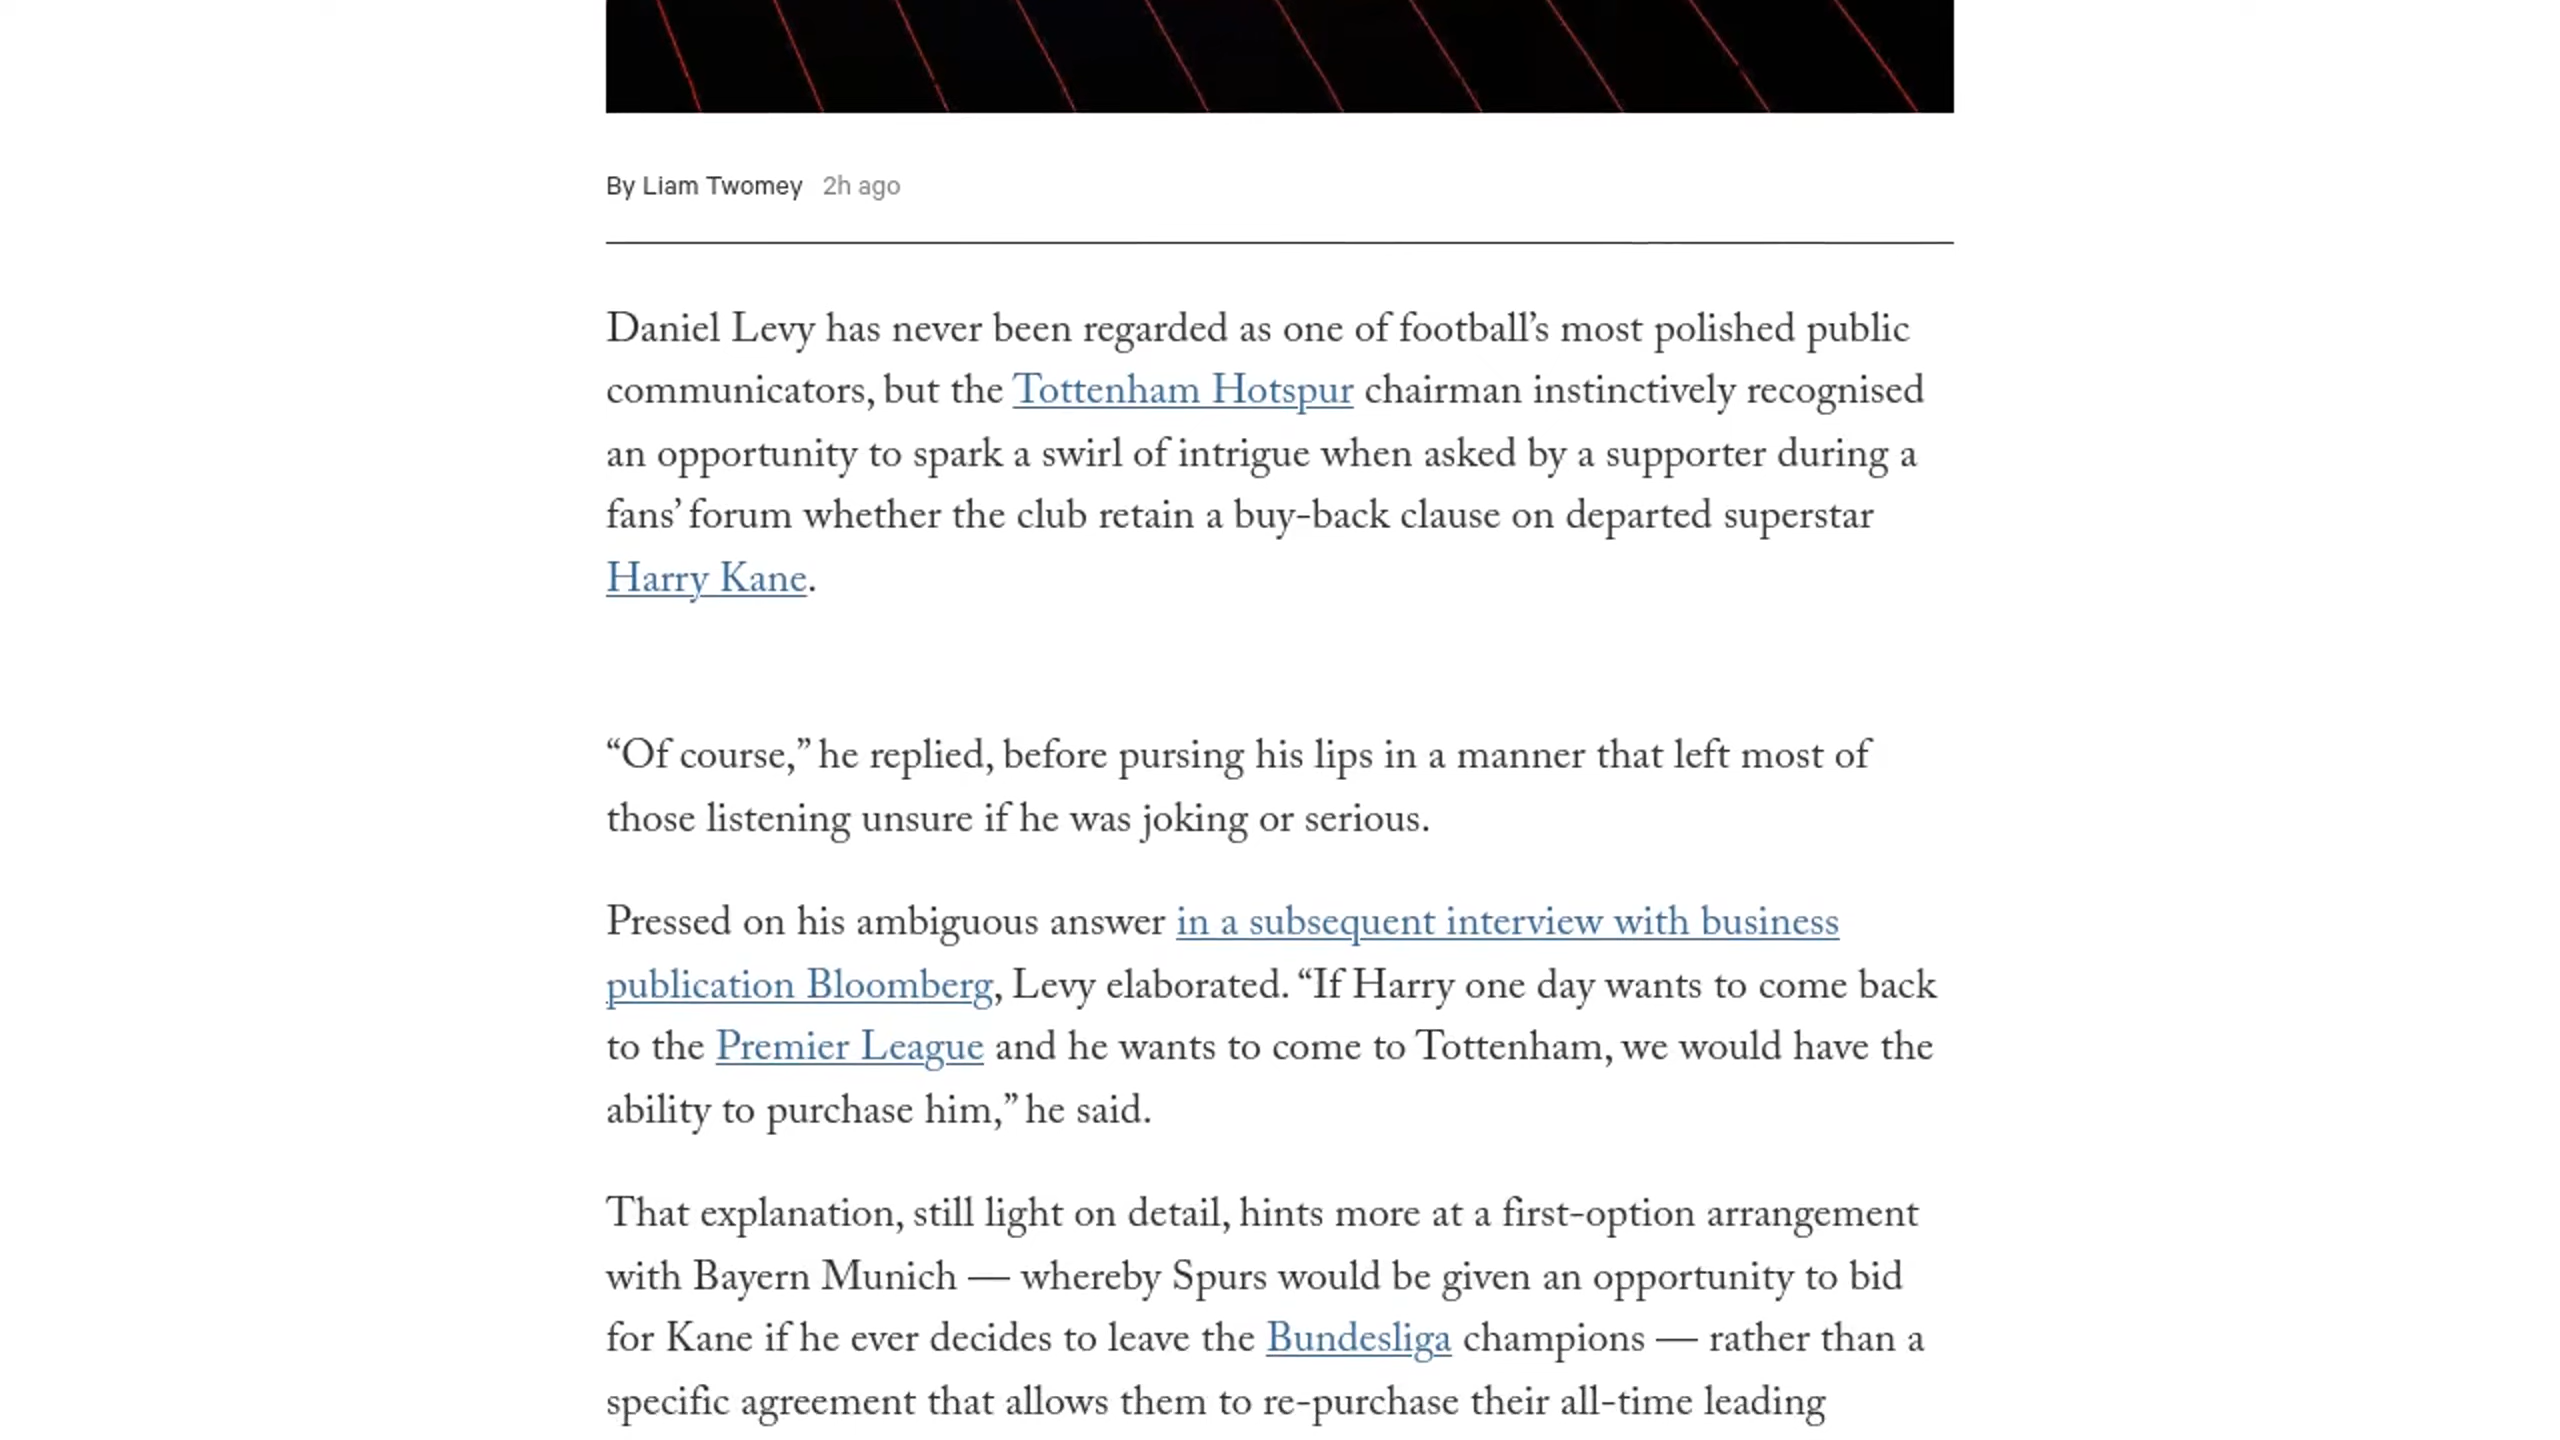 By Liam Twomey 2h ago
Daniel Levy has never been regarded as one of football’s most polished public
communicators, but the Tottenham Hotspur chairman instinctively recognised
an opportunity to spark a swirl of intrigue when asked by a supporter during a
fans’ forum whether the club retain a buy-back clause on departed superstar
Harry Kane.
“Of course,” he replied, before pursing his lips in a manner that left most of
those listening unsure if he was joking or serious.
Pressed on his ambiguous answer in a subsequent interview with business
publication Bloomberg, Levy elaborated. “If Harry one day wants to come back
to the Premier League and he wants to come to Tottenham, we would have the
ability to purchase him,” he said.
That explanation, still light on detail, hints more at a first-option arrangement
with Bayern Munich — whereby Spurs would be given an opportunity to bid
for Kane if he ever decides to leave the Bundesliga champions — rather than a
specific agreement that allows them to re-purchase their all-time leading